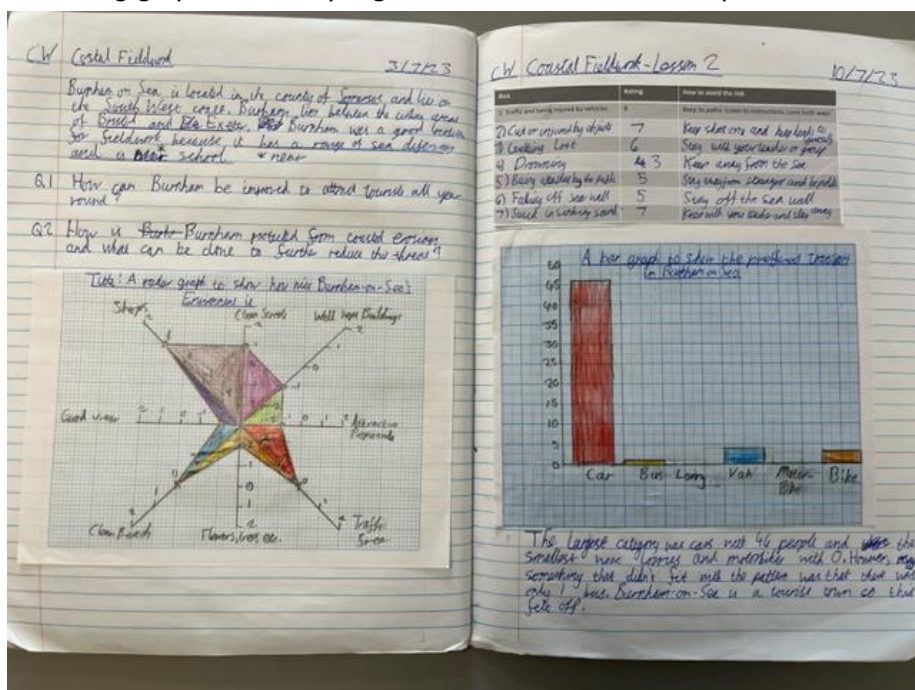 CW Coastal Fieldwork 3/7/23
Burnham on Sea is located in the county of Somerset and lies on
the South West coast. Burnham lies between the urban areas
of Bristol and Exeter. Burnham was a good location
for fieldwork because it has a range of sea defences
and is near school. * near
Q1 How can Burnham be improved to attract tourists all year
round?
Q2 How is Burnham protected from coastal erosion
and what can be done to further reduce the threat?
Title: A radar graph to show how nice Burnham-on-Sea's
Enviroment is
Shops
Clean Streets
Well kept Buildings
Good views
Attractive
Promenade
Clean Beach
Flowers, trees, etc.
Traffic
free
CW Coastal Fieldwork - Lesson 2 10/7/23
Risk Rating How to avoid the risk
1. Traffic and being injured by vehicles
2) Cut or injured by objects 7 Keep shoes on and
3) Getting Lost 6 Stay with your leader or group
4) Drowning 3 Keep away from the sea
5) Being by the public 5 Stay away from strangers and be polite
6) Falling off sea wall 5 Stay off the sea wall
7) Stuck in sinking sand 7 Keep with your leader and stay away
A bar graph to show the preferred transport
in Burnham on Sea.
50
45
40
35
30
25
20
15
10
5
0
Car Bus Lorry Van Motor Bike Bike
The largest category was cars with 46 people and the
smallest were lorries and motorbikes with 0. However,
something that didn't fit with the pattern was that there was
only 1 bus. Burnham-on-Sea is a tourist town so this
felt off.